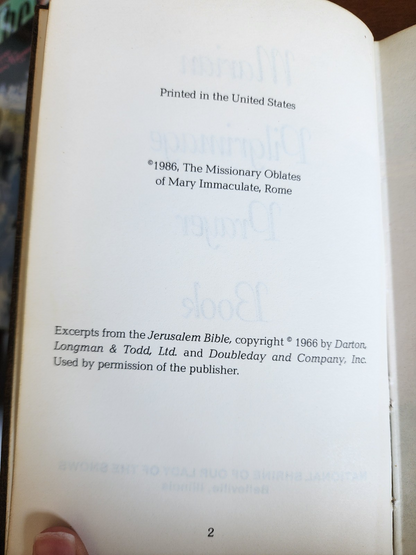 Printed in the United States
©1986, The Missionary Oblates
of Mary Immaculate, Rome
Excerpts from the Jerusalem Bible, copyright © 1966 by Darton,
Longman & Todd, Ltd. and Doubleday and Company, Inc.
Used by permission of the publisher.
2